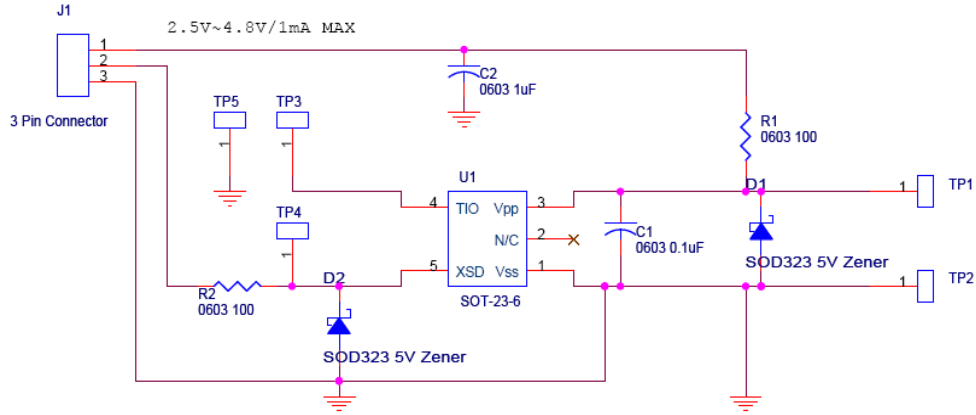 J1
2.5V~4.8V/1mA MAX
1
2
3
3 Pin Connector
C2
0603 1uF
TP5
1
TP3
1
R1
0603 100
U1
4 TIO Vpp 3
N/C 2
5 XSD Vss 1
SOT-23-6
TP4
1
C1
0603 0.1uF
D1
SOD323 5V Zener
1 TP1
1 TP2
R2
0603 100
D2
SOD323 5V Zener